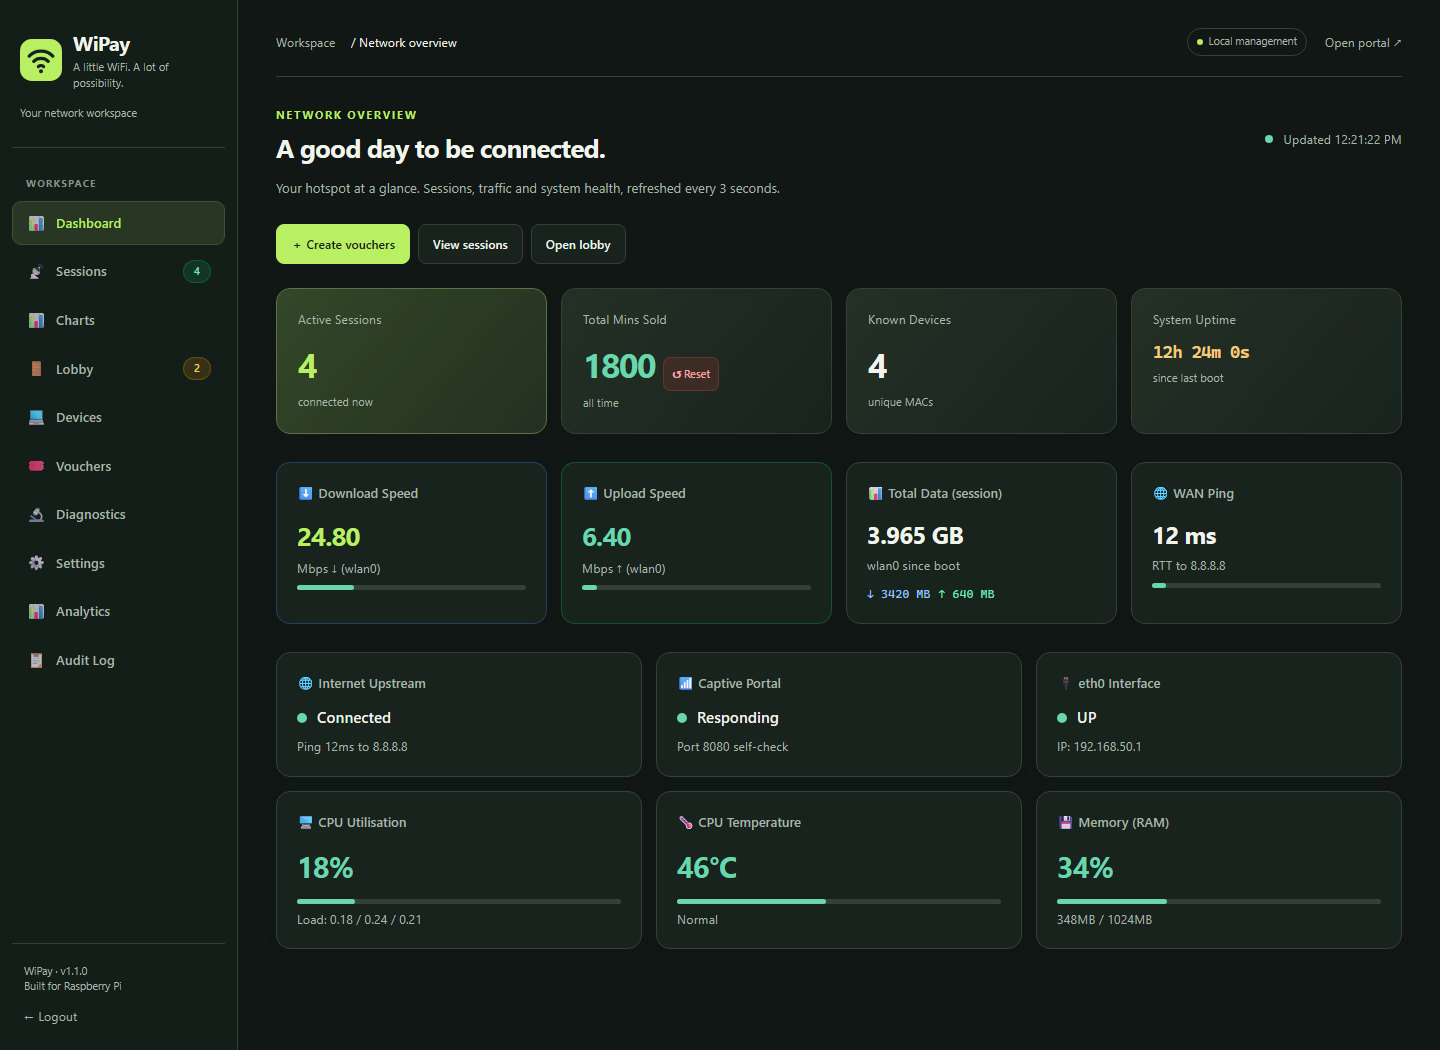 WiPay
A little WiFi. A lot of
possibility.
Your network workspace
WORKSPACE
Dashboard
Sessions 4
Charts
Lobby 2
Devices
Vouchers
Diagnostics
Settings
Analytics
Audit Log
WiPay · v1.1.0
Built for Raspberry Pi
← Logout
Workspace / Network overview
Local management
Open portal ↗
NETWORK OVERVIEW
A good day to be connected.
Updated 12:21:22 PM
Your hotspot at a glance. Sessions, traffic and system health, refreshed every 3 seconds.
+ Create vouchers
View sessions
Open lobby
Active Sessions
4
connected now
Total Mins Sold
1800 ↺ Reset
all time
Known Devices
4
unique MACs
System Uptime
12h 24m 0s
since last boot
Download Speed
24.80
Mbps ↓ (wlan0)
Upload Speed
6.40
Mbps ↑ (wlan0)
Total Data (session)
3.965 GB
wlan0 since boot
↓ 3420 MB ↑ 640 MB
WAN Ping
12 ms
RTT to 8.8.8.8
Internet Upstream
Connected
Ping 12ms to 8.8.8.8
Captive Portal
Responding
Port 8080 self-check
eth0 Interface
UP
IP: 192.168.50.1
CPU Utilisation
18%
Load: 0.18 / 0.24 / 0.21
CPU Temperature
46°C
Normal
Memory (RAM)
34%
348MB / 1024MB